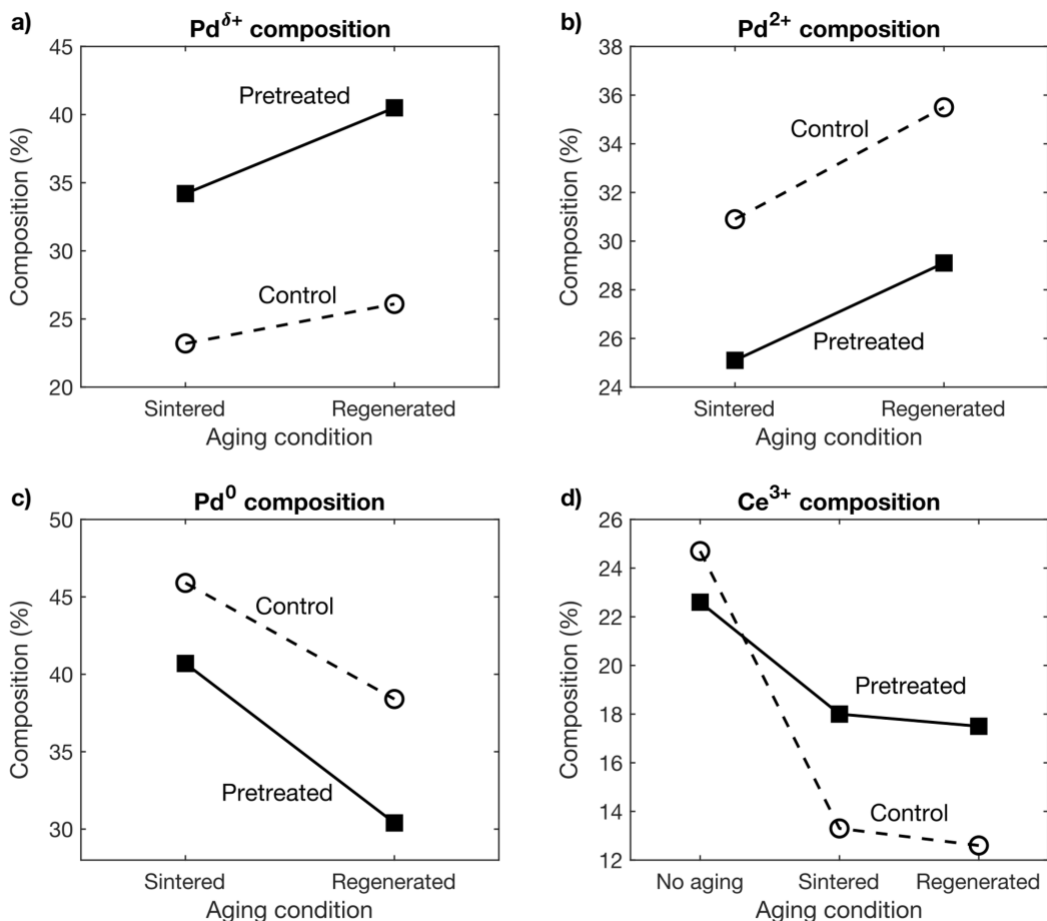 a) Pd^δ+ composition
45
40
35
30
25
20
Composition (%)
Pretreated
Control
Sintered Regenerated
Aging condition
b) Pd^2+ composition
38
36
34
32
30
28
26
24
Composition (%)
Control
Pretreated
Sintered Regenerated
Aging condition
c) Pd^0 composition
50
45
40
35
30
Composition (%)
Control
Pretreated
Sintered Regenerated
Aging condition
d) Ce^3+ composition
26
24
22
20
18
16
14
12
Composition (%)
Pretreated
Control
No aging Sintered Regenerated
Aging condition